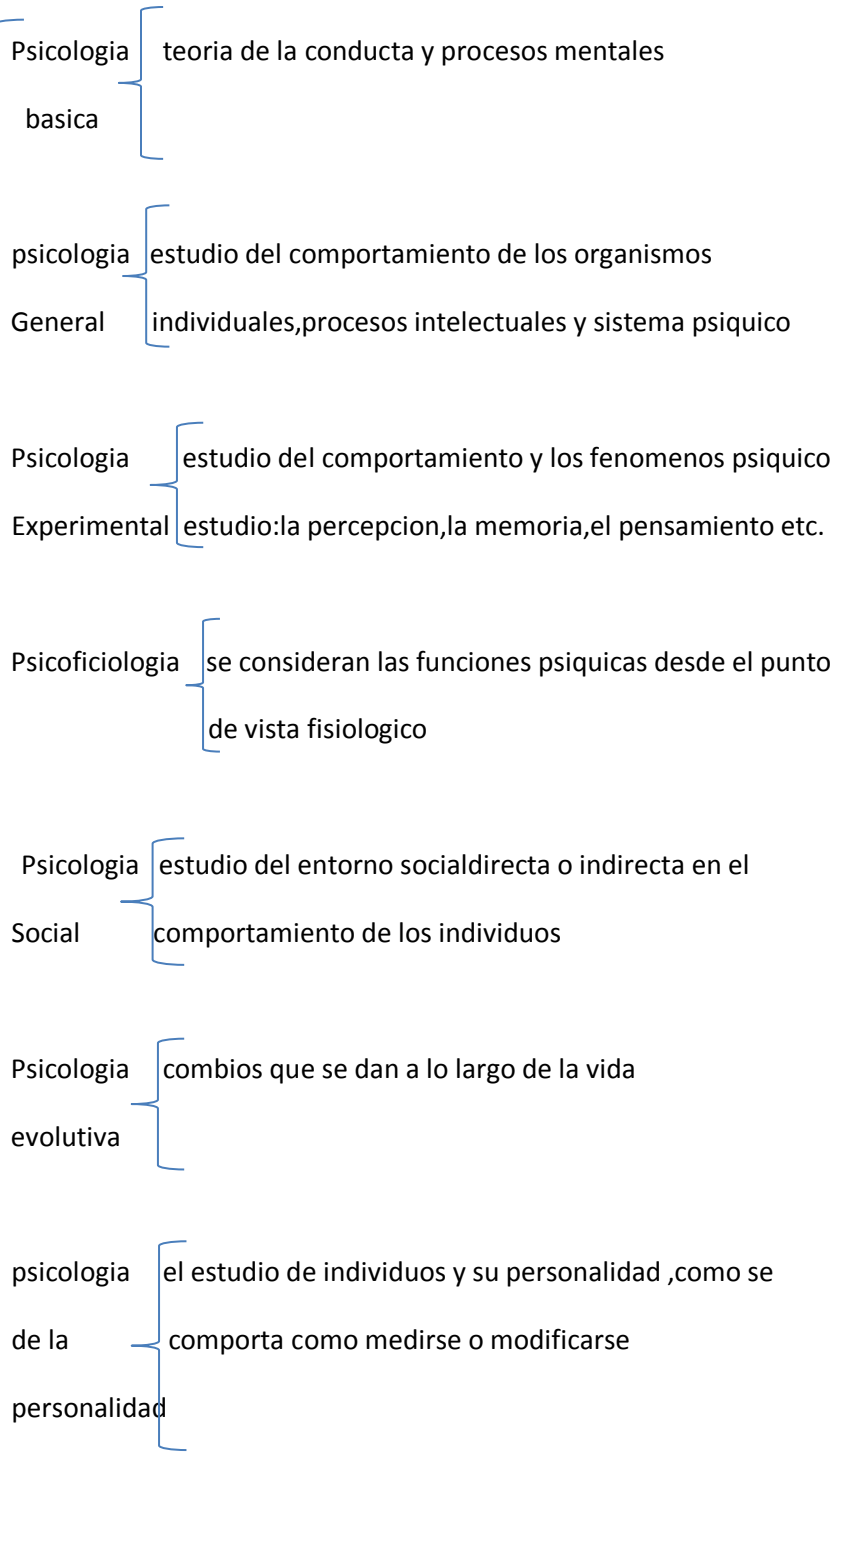 Psicologia teoria de la conducta y procesos mentales
basica
psicologia estudio del comportamiento de los organismos
General individuales,procesos intelectuales y sistema psiquico
Psicologia estudio del comportamiento y los fenomenos psiquico
Experimental estudio:la percepcion,la memoria,el pensamiento etc.
Psicoficiologia se consideran las funciones psiquicas desde el punto
de vista fisiologico
Psicologia estudio del entorno socialdirecta o indirecta en el
Social comportamiento de los individuos
Psicologia combios que se dan a lo largo de la vida
evolutiva
psicologia el estudio de individuos y su personalidad ,como se
de la comporta como medirse o modificarse
personalidad